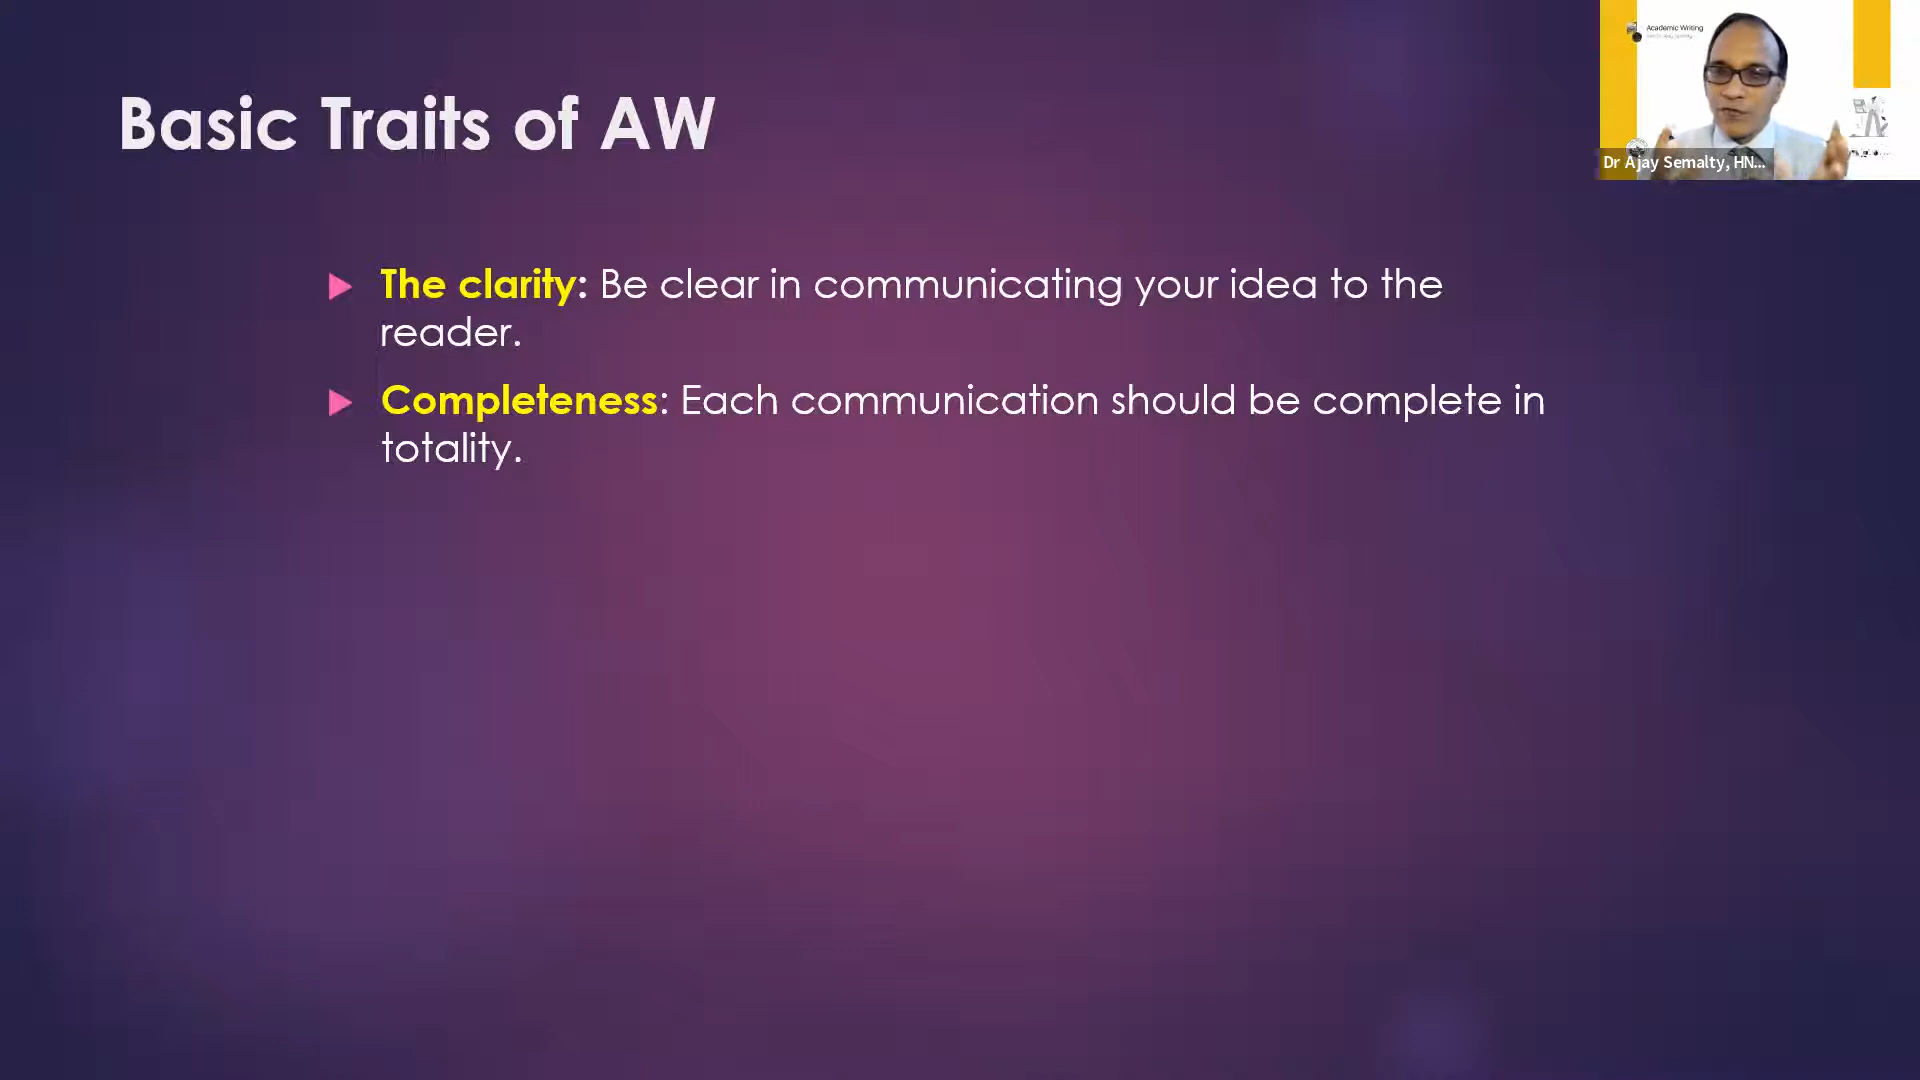 Basic Traits of AW
The clarity: Be clear in communicating your idea to the
reader.
Completeness: Each communication should be complete in
totality.
Academic Writing
Dr Ajay Semalty, HN...